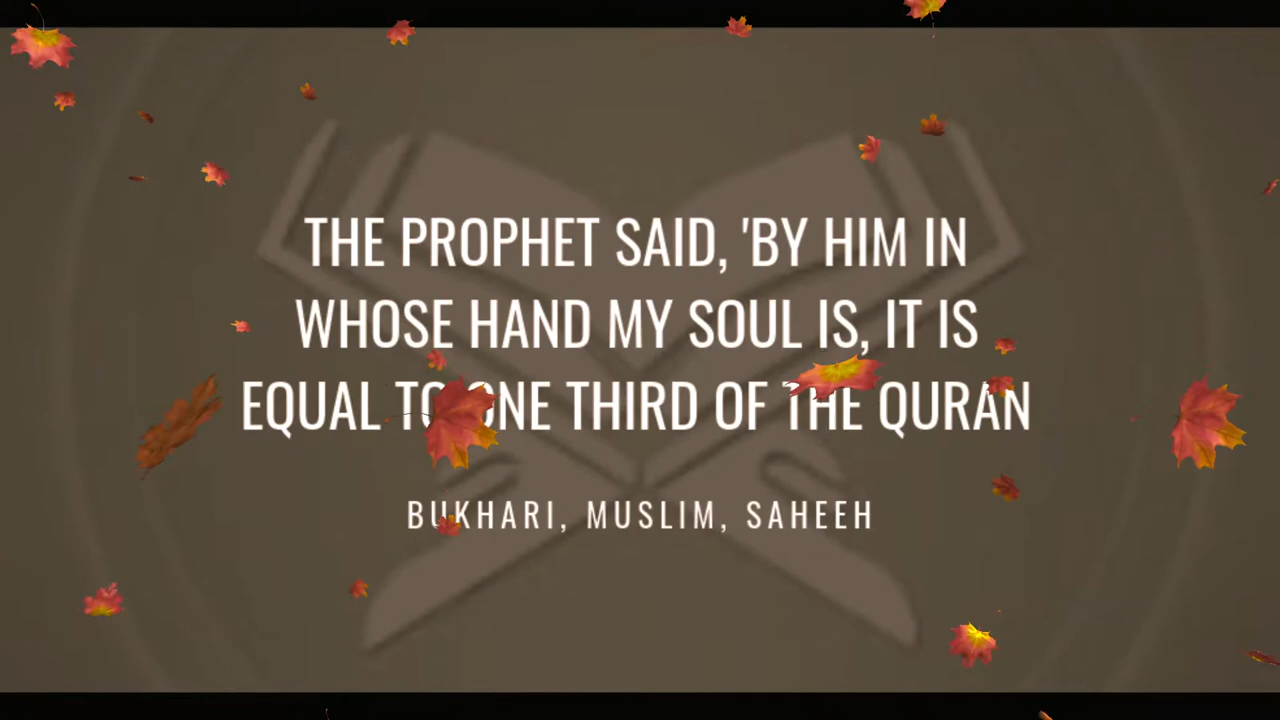 THE PROPHET SAID, 'BY HIM IN
WHOSE HAND MY SOUL IS, IT IS
EQUAL TO ONE THIRD OF THE QURAN
BUKHARI, MUSLIM, SAHEEH